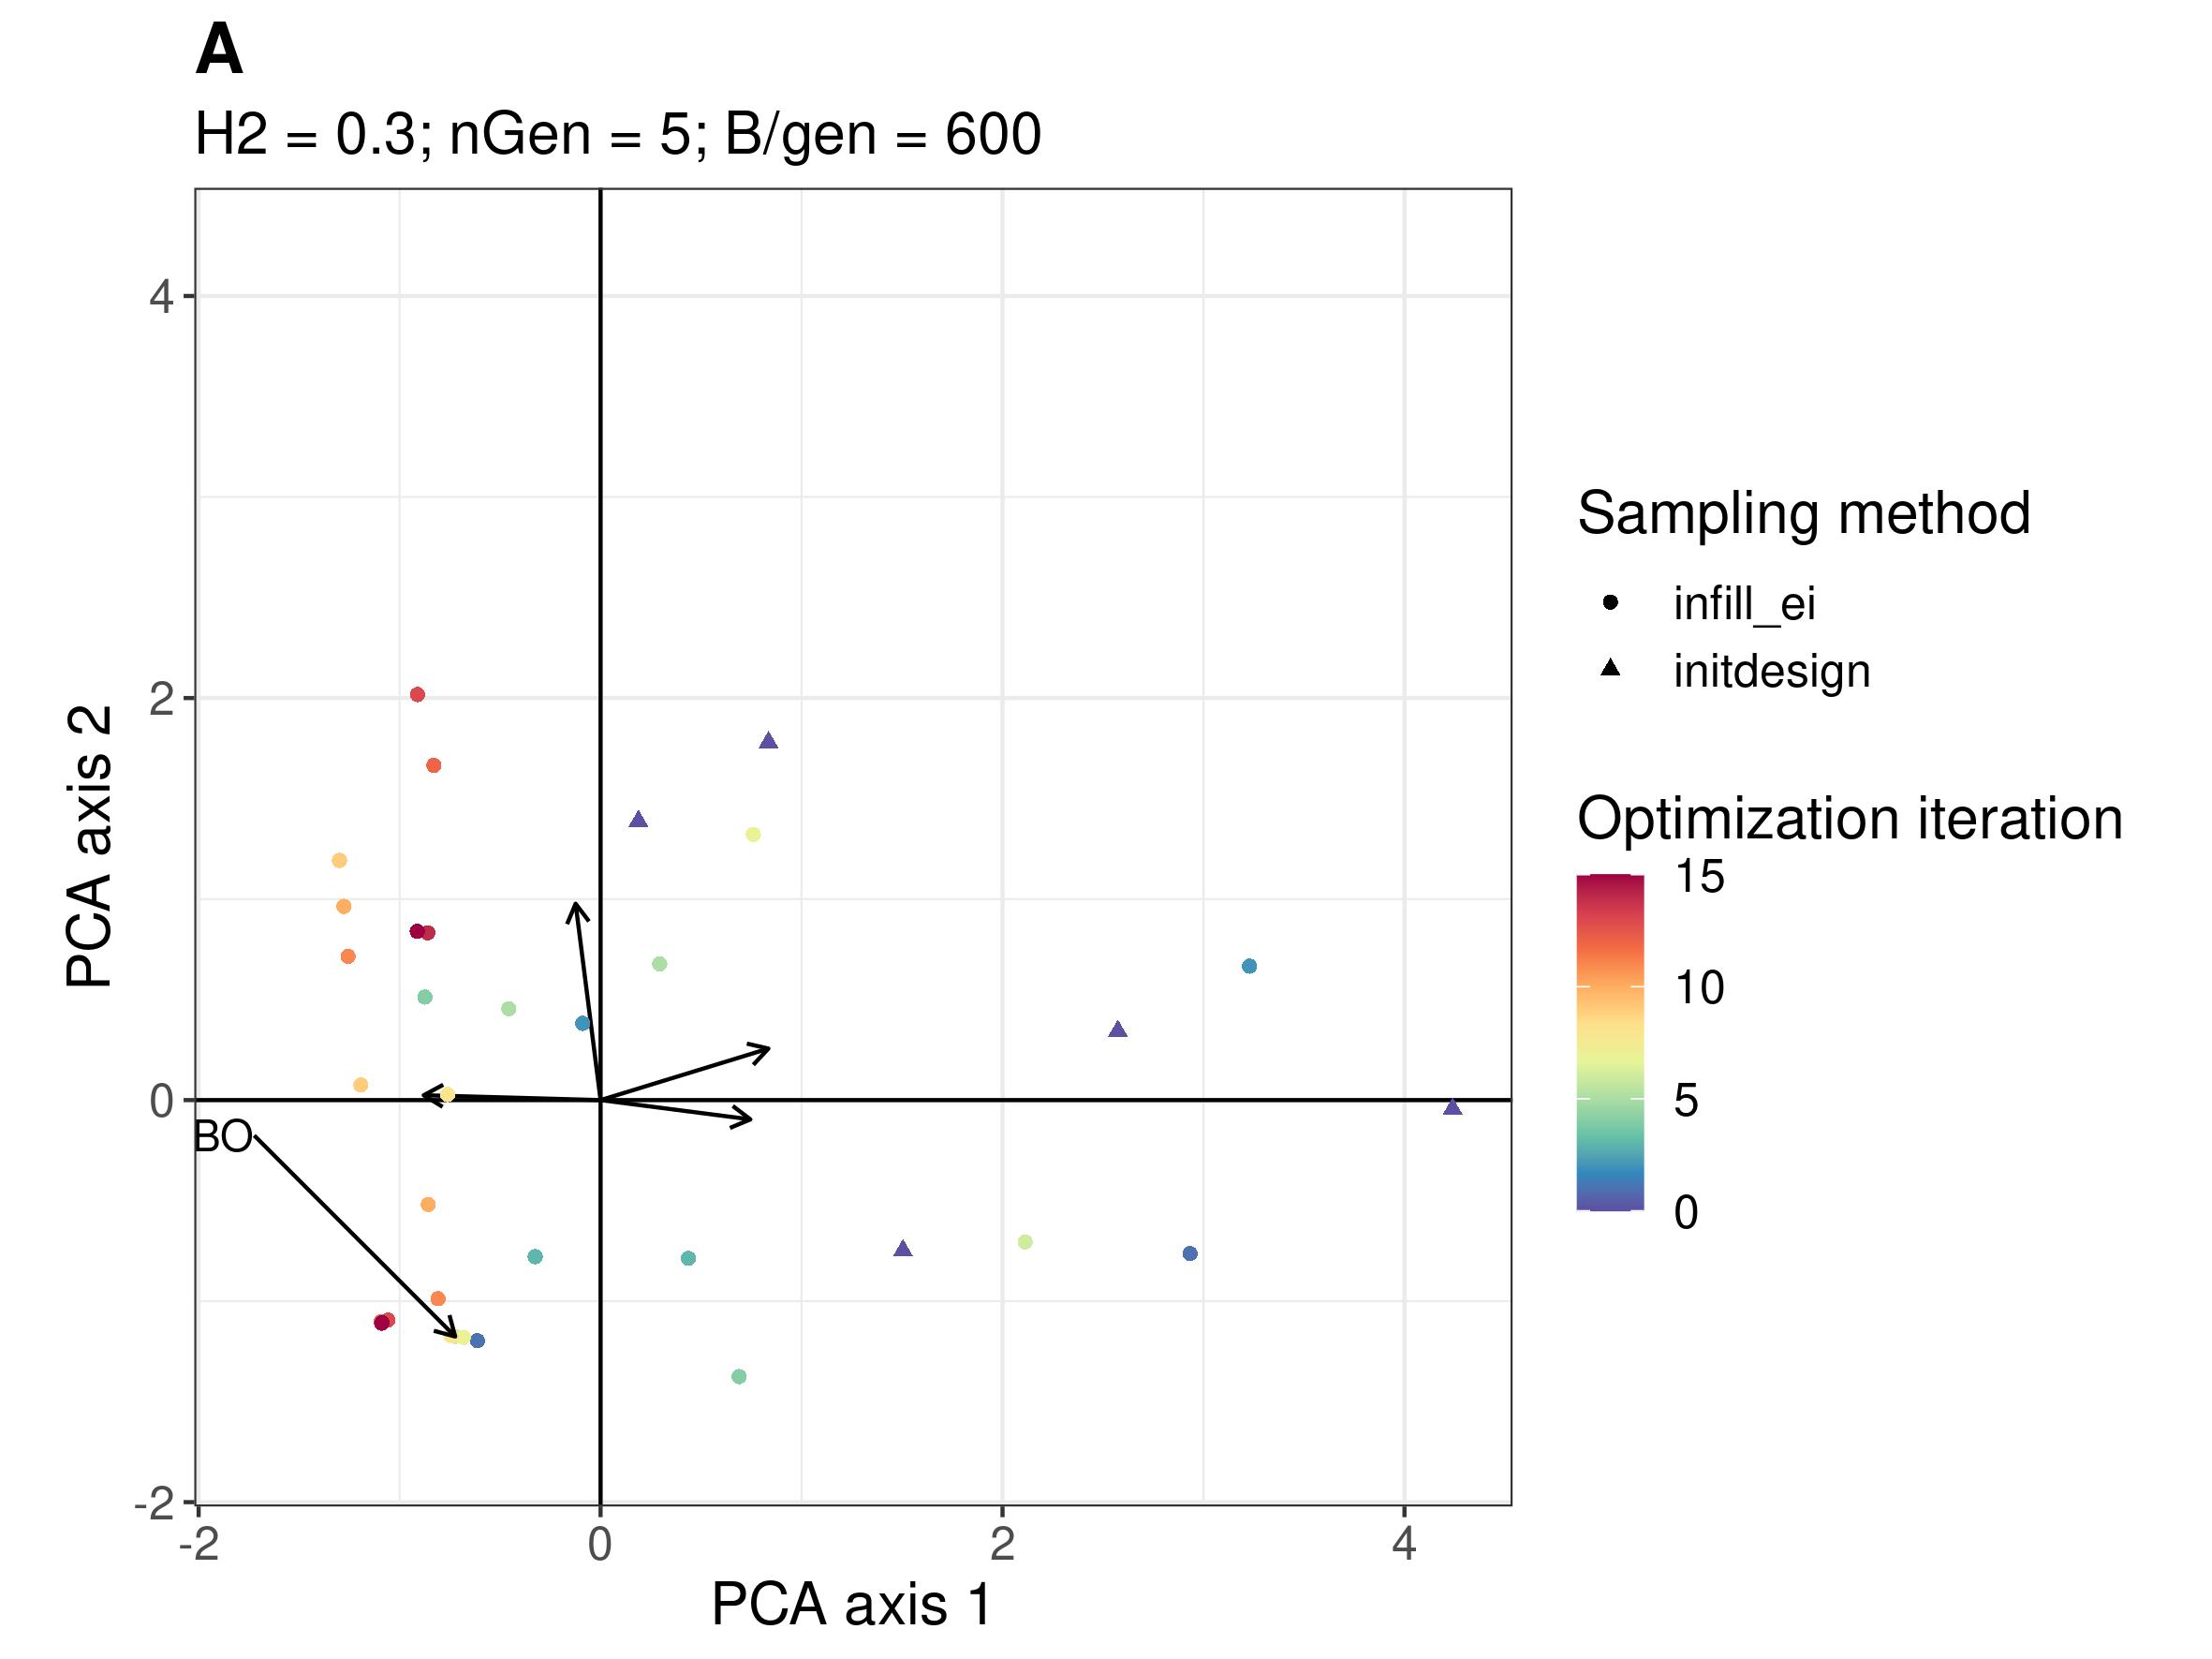 A
H2 = 0.3; nGen = 5; B/gen = 600
4
2
0
-2
-2
0
2
4
PCA axis 1
PCA axis 2
BO
Sampling method
infill_ei
initdesign
Optimization iteration
15
10
5
0